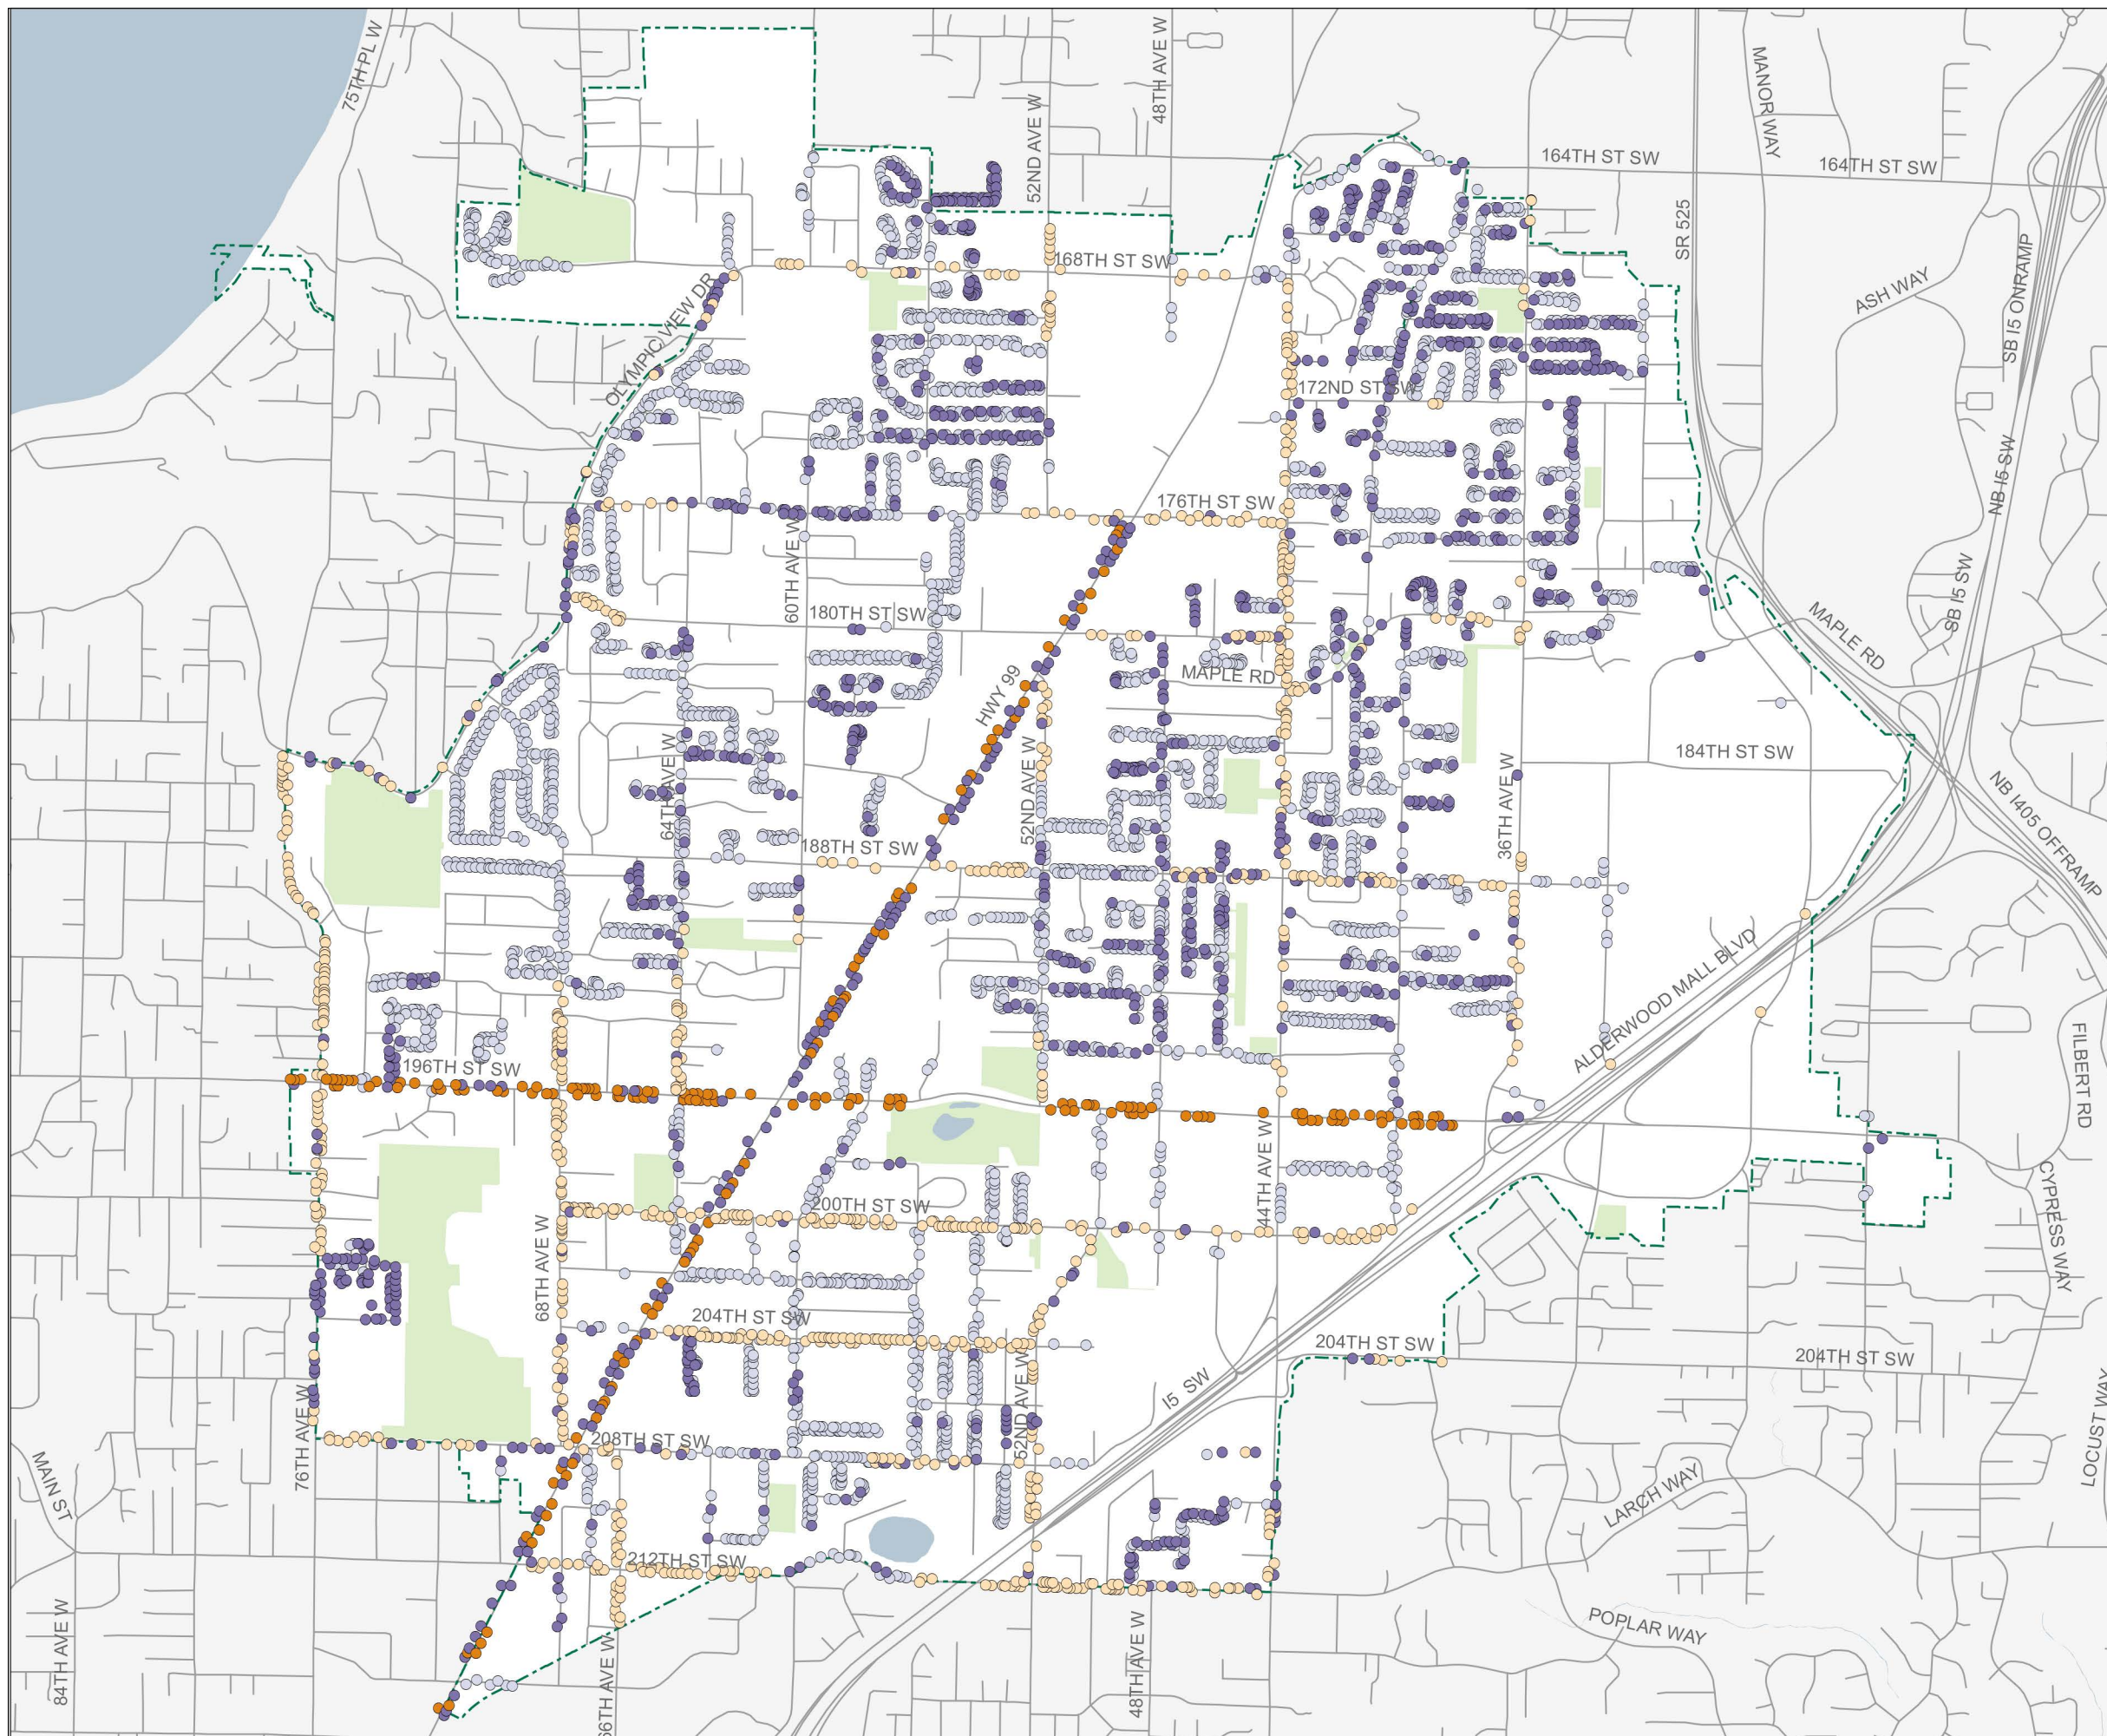 75TH PL W
52ND AVE W
48TH AVE W
MANOR WAY
164TH ST SW
164TH ST SW
SR 525
168TH ST SW
ASH WAY
SB I5 ONRAMP
OLYMPIC VIEW DR
172ND ST SW
NB I5 SW
176TH ST SW
60TH AVE W
180TH ST SW
SB I5 SW
MAPLE RD
MAPLE RD
HWY 99
64TH AVE W
52ND AVE W
184TH ST SW
36TH AVE W
NB I405 OFFRAMP
188TH ST SW
ALDERWOOD MALL BLVD
FILBERT RD
196TH ST SW
44TH AVE W
CYPRESS WAY
200TH ST SW
68TH AVE W
204TH ST SW
204TH ST SW
204TH ST SW
I5 SW
52ND AVE W
76TH AVE W
208TH ST SW
LOCUST WAY
MAIN ST
LARCH WAY
212TH ST SW
84TH AVE W
66TH AVE W
48TH AVE W
POPLAR WAY